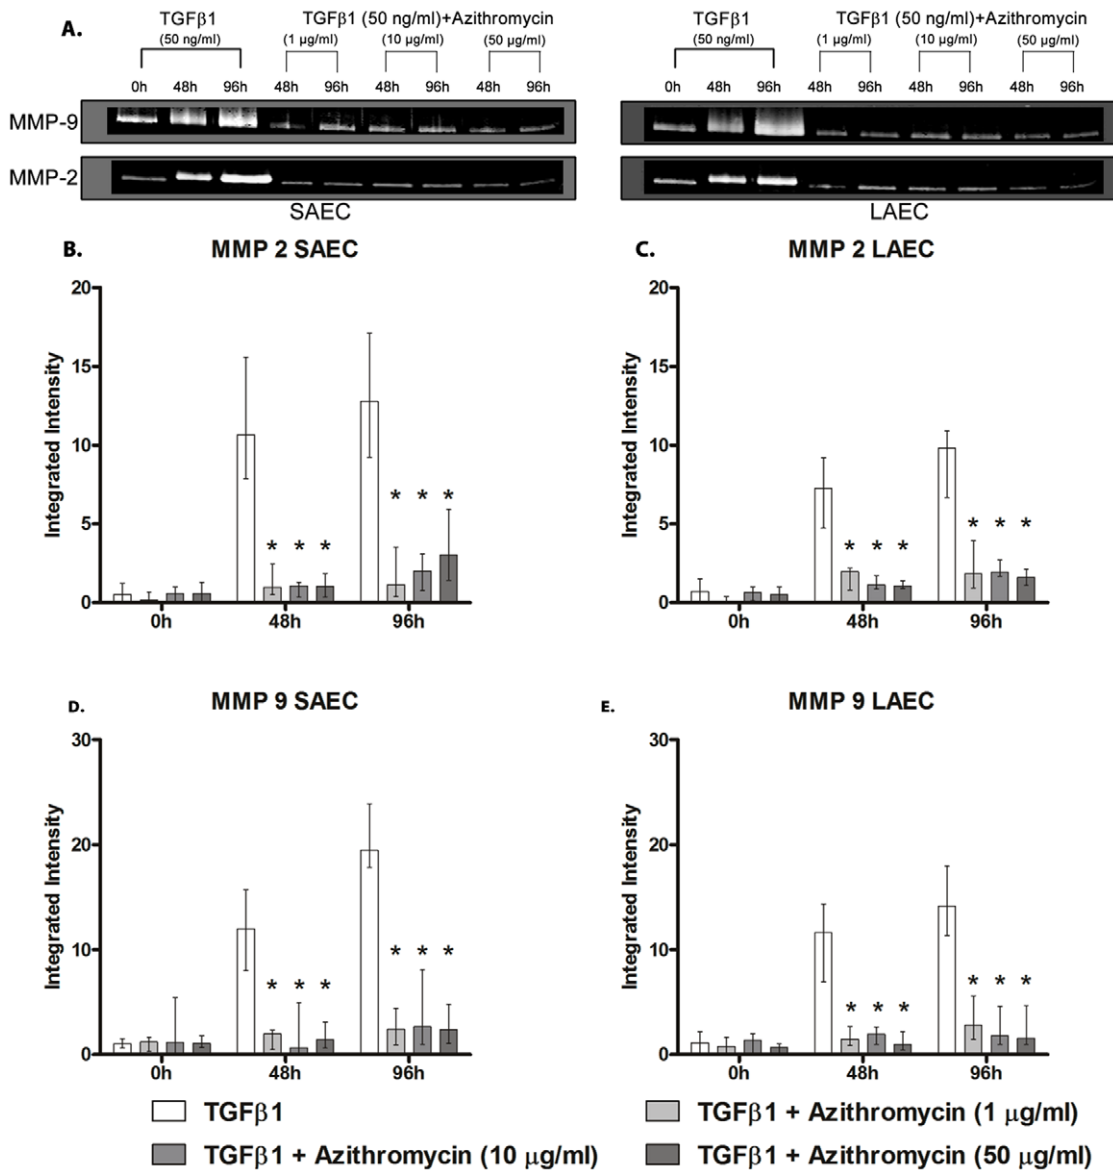 A.
TGFβ1
(50 ng/ml)
TGFβ1 (50 ng/ml)+Azithromycin
(1 μg/ml) (10 μg/ml) (50 μg/ml)
0h 48h 96h 48h 96h 48h 96h 48h 96h
TGFβ1
(50 ng/ml)
TGFβ1 (50 ng/ml)+Azithromycin
(1 μg/ml) (10 μg/ml) (50 μg/ml)
0h 48h 96h 48h 96h 48h 96h 48h 96h
MMP-9
MMP-2
SAEC
LAEC
B.
MMP 2 SAEC
Integrated Intensity
20
15
10
5
0
* * * * * *
0h 48h 96h
C.
MMP 2 LAEC
Integrated Intensity
20
15
10
5
0
* * * * * *
0h 48h 96h
D.
MMP 9 SAEC
Integrated Intensity
30
20
10
0
* * * * * *
0h 48h 96h
E.
MMP 9 LAEC
Integrated Intensity
30
20
10
0
* * * * * *
0h 48h 96h
TGFβ1
TGFβ1 + Azithromycin (1 μg/ml)
TGFβ1 + Azithromycin (10 μg/ml)
TGFβ1 + Azithromycin (50 μg/ml)